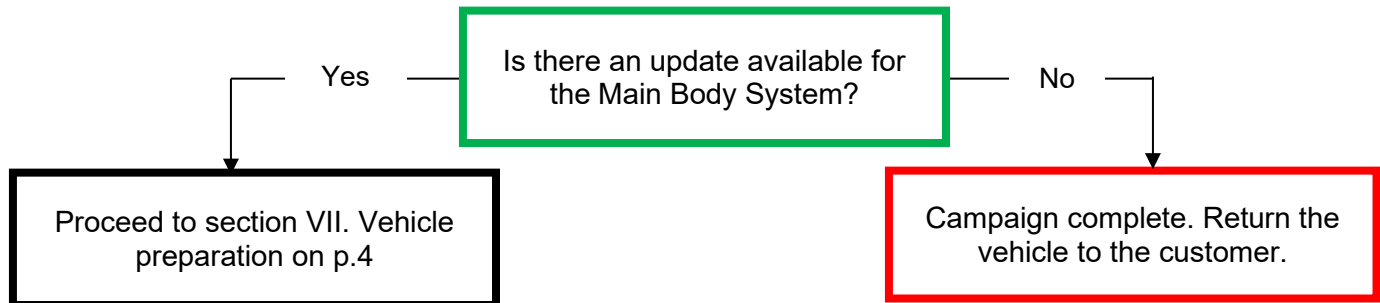 Is there an update available for
the Main Body System?
Yes
No
Proceed to section VII. Vehicle
preparation on p.4
Campaign complete. Return the
vehicle to the customer.